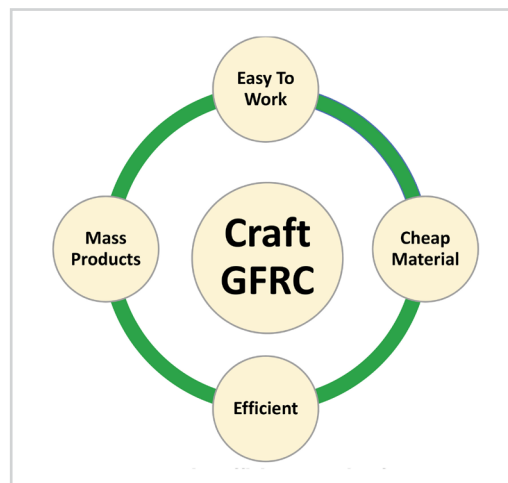 Easy To
Work
Mass
Products
Craft
GFRC
Cheap
Material
Efficient